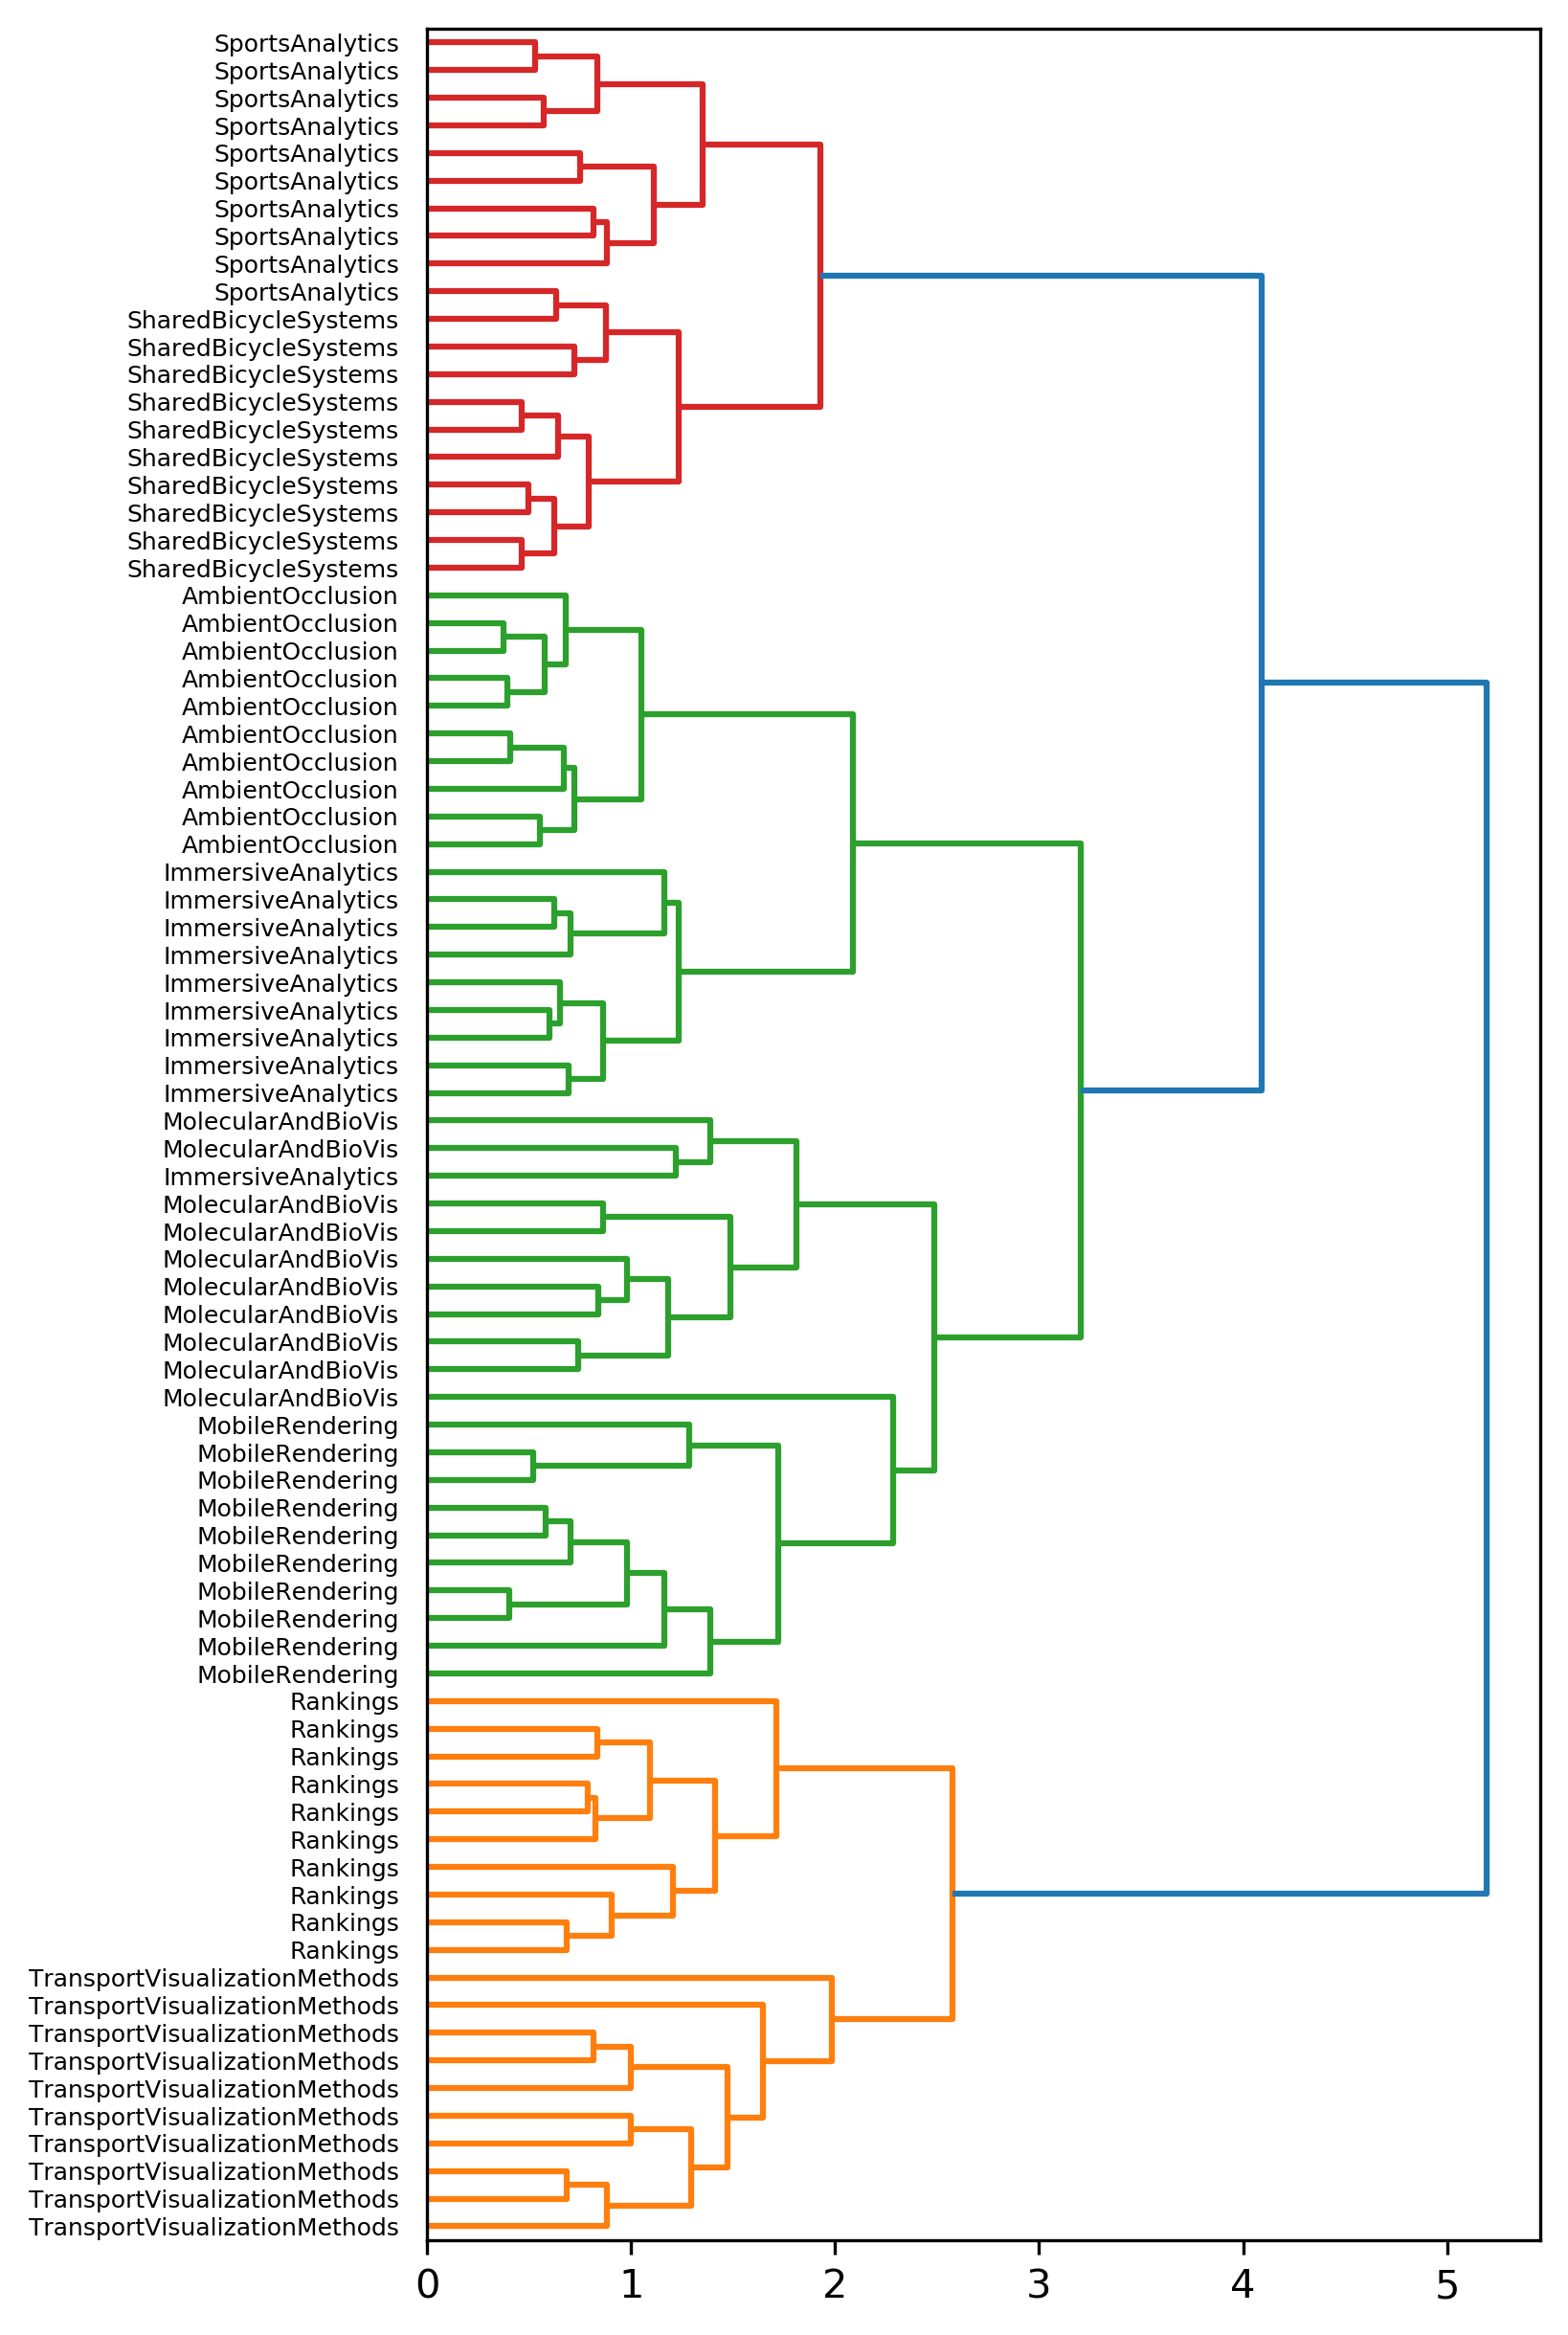 SportsAnalytics
SportsAnalytics
SportsAnalytics
SportsAnalytics
SportsAnalytics
SportsAnalytics
SportsAnalytics
SportsAnalytics
SportsAnalytics
SportsAnalytics
SharedBicycleSystems
SharedBicycleSystems
SharedBicycleSystems
SharedBicycleSystems
SharedBicycleSystems
SharedBicycleSystems
SharedBicycleSystems
SharedBicycleSystems
SharedBicycleSystems
SharedBicycleSystems
AmbientOcclusion
AmbientOcclusion
AmbientOcclusion
AmbientOcclusion
AmbientOcclusion
AmbientOcclusion
AmbientOcclusion
AmbientOcclusion
AmbientOcclusion
AmbientOcclusion
ImmersiveAnalytics
ImmersiveAnalytics
ImmersiveAnalytics
ImmersiveAnalytics
ImmersiveAnalytics
ImmersiveAnalytics
ImmersiveAnalytics
ImmersiveAnalytics
ImmersiveAnalytics
MolecularAndBioVis
MolecularAndBioVis
ImmersiveAnalytics
MolecularAndBioVis
MolecularAndBioVis
MolecularAndBioVis
MolecularAndBioVis
MolecularAndBioVis
MolecularAndBioVis
MolecularAndBioVis
MolecularAndBioVis
MobileRendering
MobileRendering
MobileRendering
MobileRendering
MobileRendering
MobileRendering
MobileRendering
MobileRendering
MobileRendering
MobileRendering
Rankings
Rankings
Rankings
Rankings
Rankings
Rankings
Rankings
Rankings
Rankings
Rankings
TransportVisualizationMethods
TransportVisualizationMethods
TransportVisualizationMethods
TransportVisualizationMethods
TransportVisualizationMethods
TransportVisualizationMethods
TransportVisualizationMethods
TransportVisualizationMethods
TransportVisualizationMethods
TransportVisualizationMethods
0 1 2 3 4 5